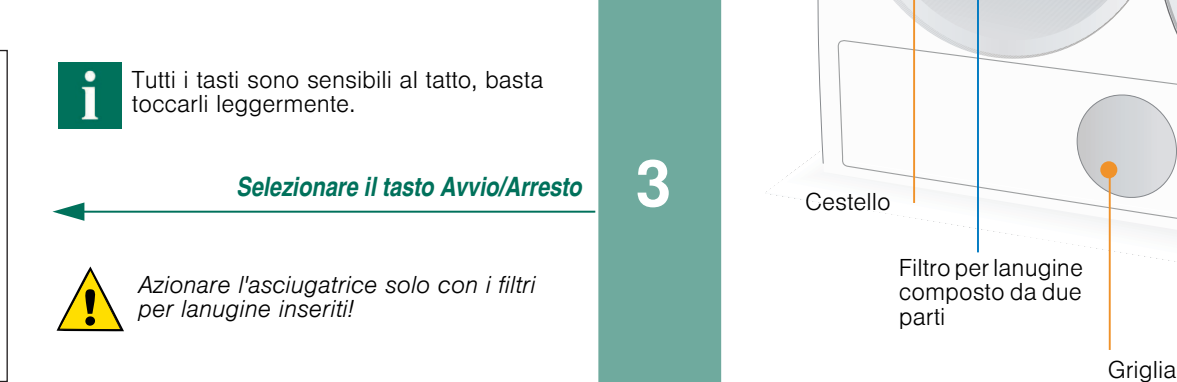 i
Tutti i tasti sono sensibili al tatto, basta
toccarli leggermente.
Selezionare il tasto Avvio/Arresto
!
Azionare l'asciugatrice solo con i filtri
per lanugine inseriti!
3
Cestello
Filtro per lanugine
composto da due
parti
Griglia